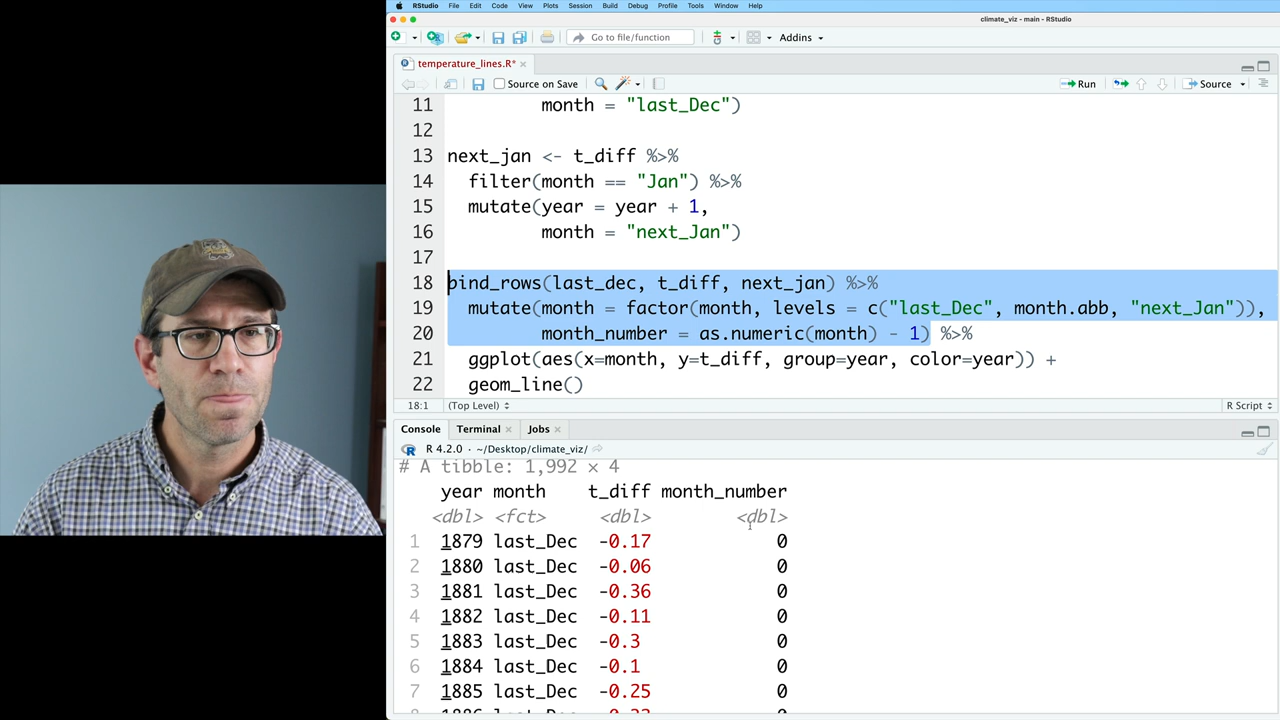 RStudio File Edit Code View Plots Session Build Debug Profile Tools Window Help
climate_viz - main - RStudio
Go to file/function Addins
temperature_lines.R*
Source on Save Run Source
11 month = "last_Dec")
12
13 next_jan <- t_diff %>%
14 filter(month == "Jan") %>%
15 mutate(year = year + 1,
16 month = "next_Jan")
17
18 bind_rows(last_dec, t_diff, next_jan) %>%
19 mutate(month = factor(month, levels = c("last_Dec", month.abb, "next_Jan")),
20 month_number = as.numeric(month) - 1) %>%
21 ggplot(aes(x=month, y=t_diff, group=year, color=year)) +
22 geom_line()
18:1 (Top Level) R Script
Console Terminal Jobs
R 4.2.0 · ~/Desktop/climate_viz/
# A tibble: 1,992 × 4
year month t_diff month_number
<dbl> <fct> <dbl> <dbl>
1 1879 last_Dec -0.17 0
2 1880 last_Dec -0.06 0
3 1881 last_Dec -0.36 0
4 1882 last_Dec -0.11 0
5 1883 last_Dec -0.3 0
6 1884 last_Dec -0.1 0
7 1885 last_Dec -0.25 0